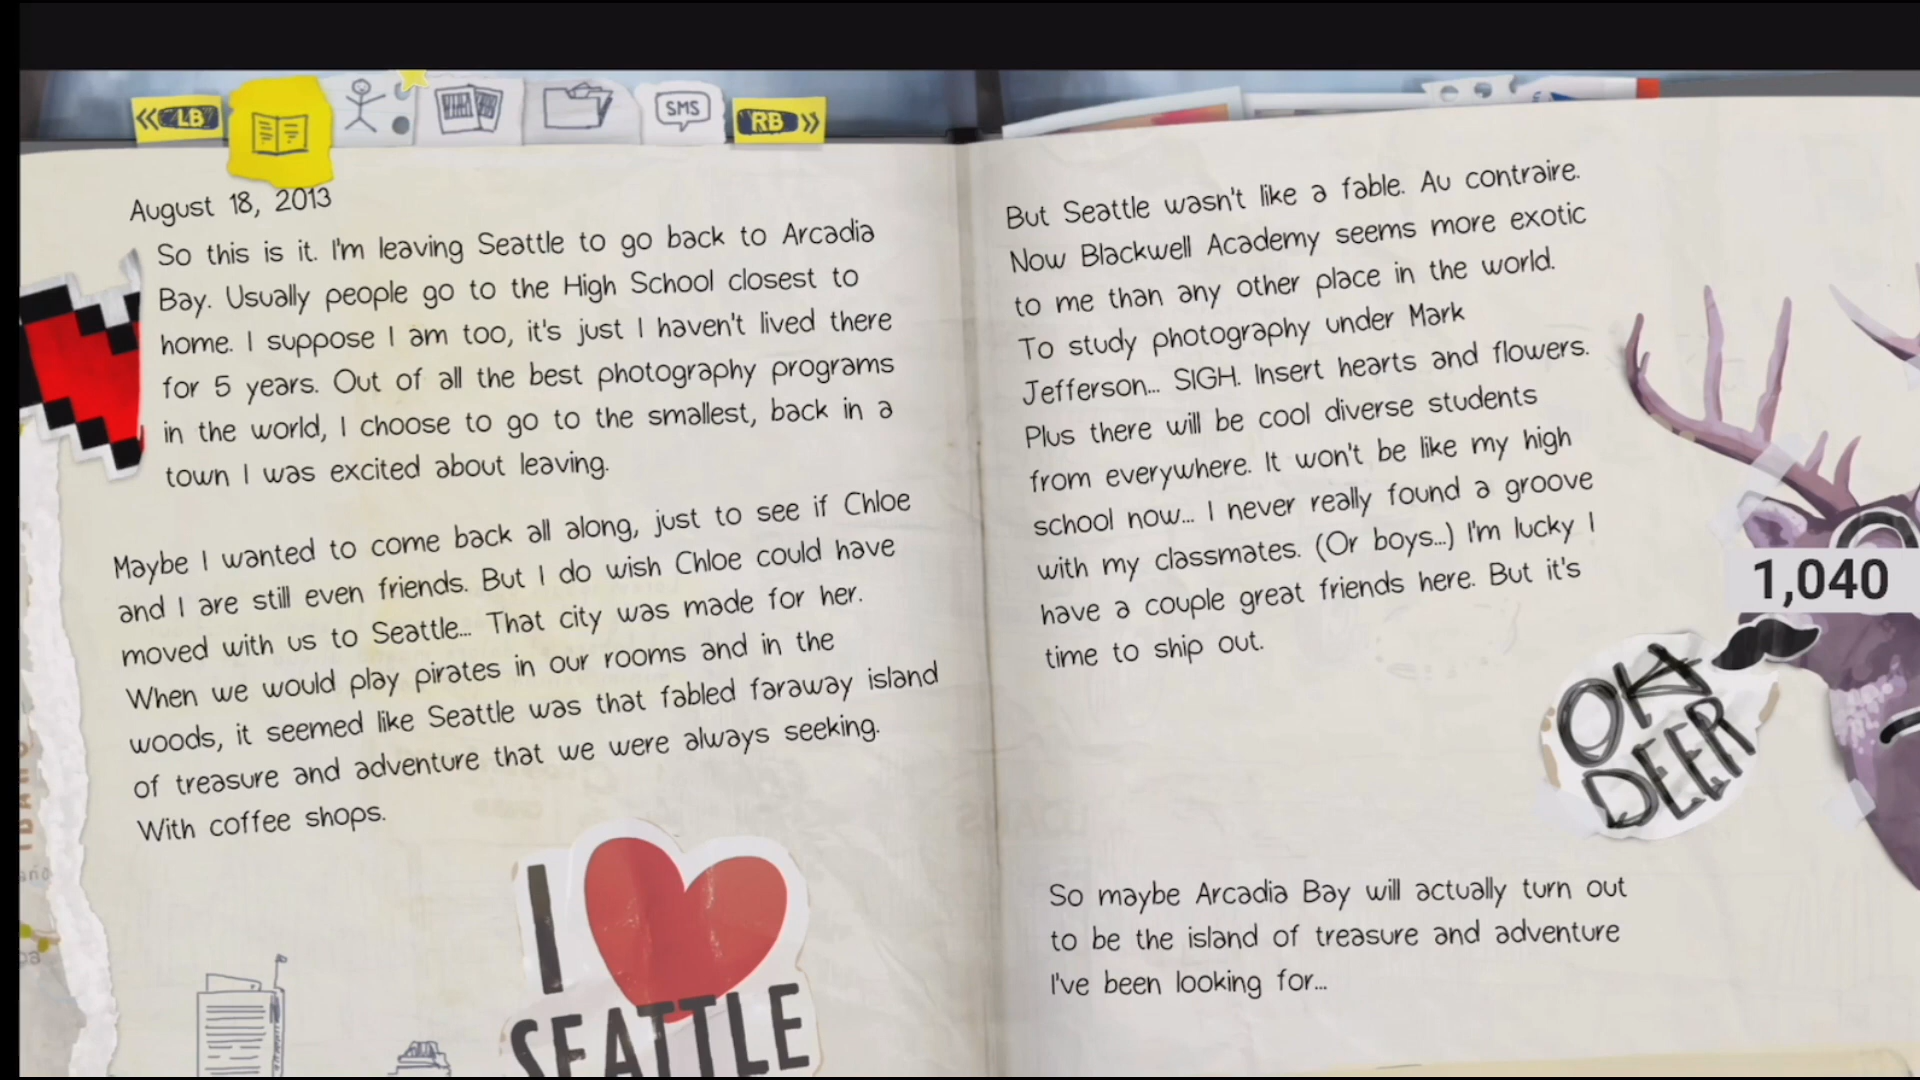 LB
SMS
RB
August 18, 2013
So this is it. I'm leaving Seattle to go back to Arcadia
Bay. Usually people go to the High School closest to
home. I suppose I am too, it's just I haven't lived there
for 5 years. Out of all the best photography programs
in the world, I choose to go to the smallest, back in a
town I was excited about leaving.
Maybe I wanted to come back all along, just to see if Chloe
and I are still even friends. But I do wish Chloe could have
moved with us to Seattle... That city was made for her.
When we would play pirates in our rooms and in the
woods, it seemed like Seattle was that fabled faraway island
of treasure and adventure that we were always seeking.
With coffee shops.
I
SEATTLE
But Seattle wasn't like a fable. Au contraire.
Now Blackwell Academy seems more exotic
to me than any other place in the world.
To study photography under Mark
Jefferson... SIGH. Insert hearts and flowers.
Plus there will be cool diverse students
from everywhere. It won't be like my high
school now... I never really found a groove
with my classmates. (Or boys...) I'm lucky I
have a couple great friends here. But it's
time to ship out.
1,040
OH
DEER
So maybe Arcadia Bay will actually turn out
to be the island of treasure and adventure
I've been looking for...